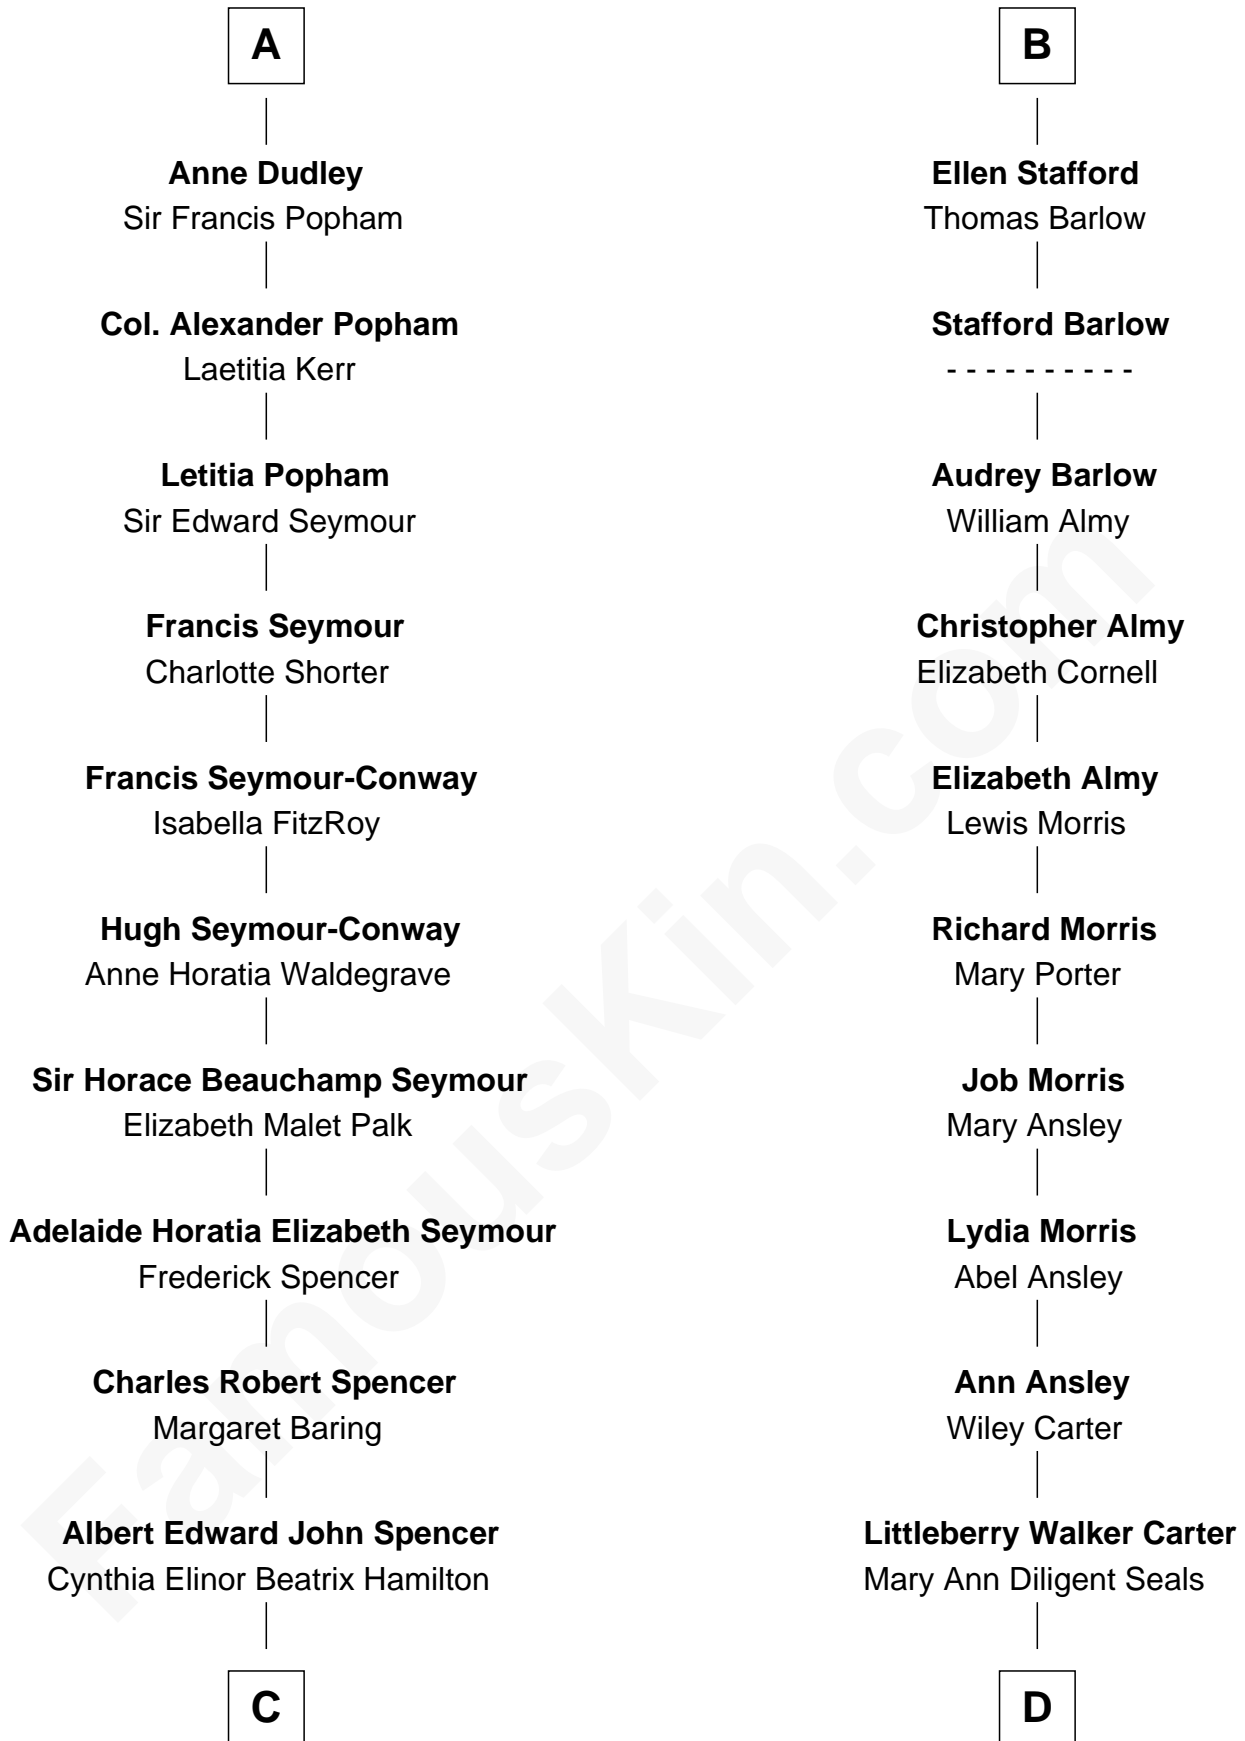 A
Anne Dudley
Sir Francis Popham
Col. Alexander Popham
Laetitia Kerr
Letitia Popham
Sir Edward Seymour
Francis Seymour
Charlotte Shorter
Francis Seymour-Conway
Isabella FitzRoy
Hugh Seymour-Conway
Anne Horatia Waldegrave
Sir Horace Beauchamp Seymour
Elizabeth Malet Palk
Adelaide Horatia Elizabeth Seymour
Frederick Spencer
Charles Robert Spencer
Margaret Baring
Albert Edward John Spencer
Cynthia Elinor Beatrix Hamilton
C
B
Ellen Stafford
Thomas Barlow
Stafford Barlow
- - - - - - - - - -
Audrey Barlow
William Almy
Christopher Almy
Elizabeth Cornell
Elizabeth Almy
Lewis Morris
Richard Morris
Mary Porter
Job Morris
Mary Ansley
Lydia Morris
Abel Ansley
Ann Ansley
Wiley Carter
Littleberry Walker Carter
Mary Ann Diligent Seals
D
FamousKin.com